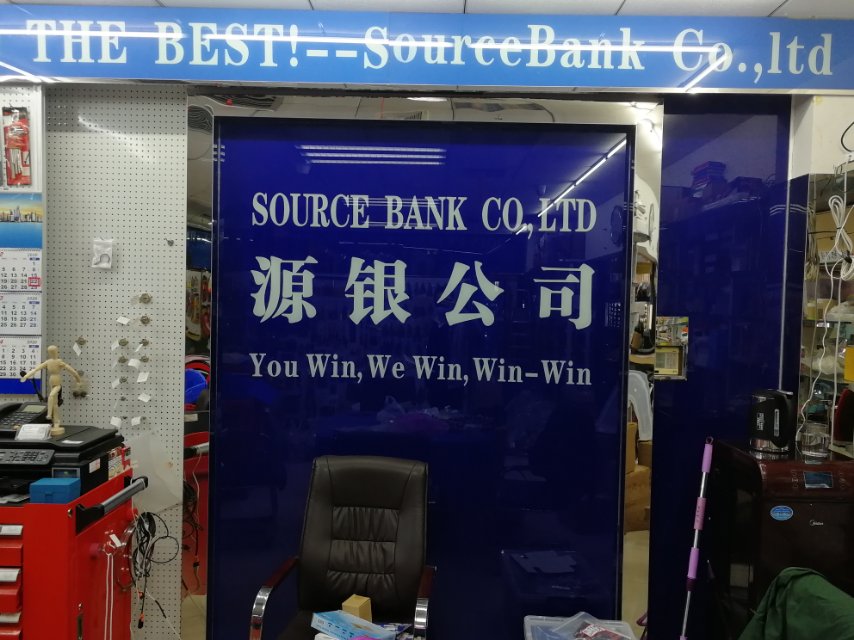 THE BEST!--SourceBank Co.,ltd
SOURCE BANK CO.,LTD
源银公司
You Win,We Win,Win-Win
Midea